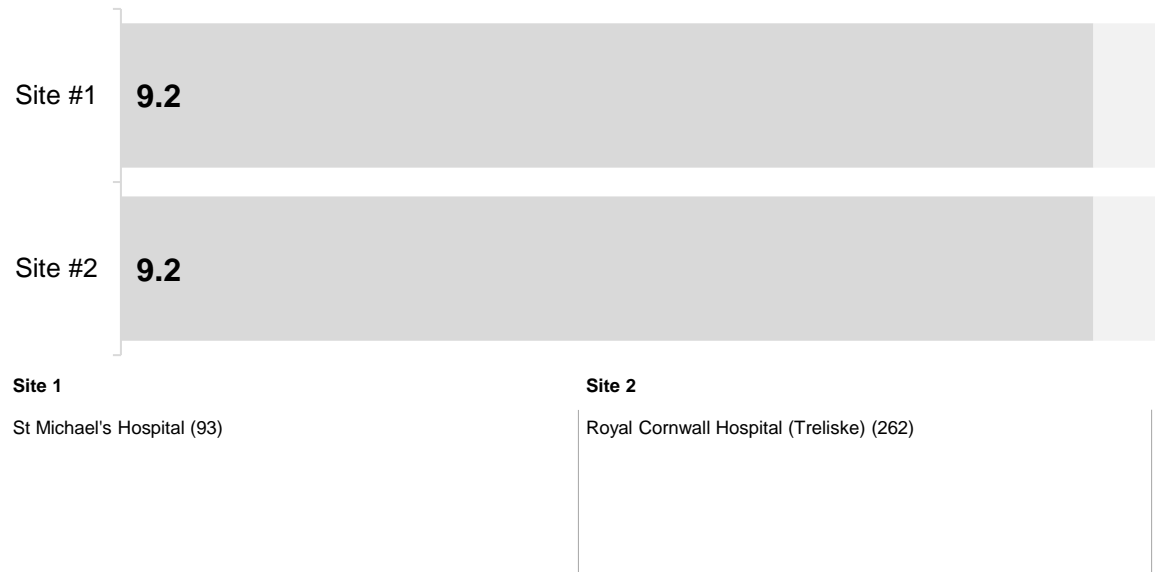 Site #1 9.2
Site #2 9.2
Site 1
Site 2
St Michael's Hospital (93)
Royal Cornwall Hospital (Treliske) (262)